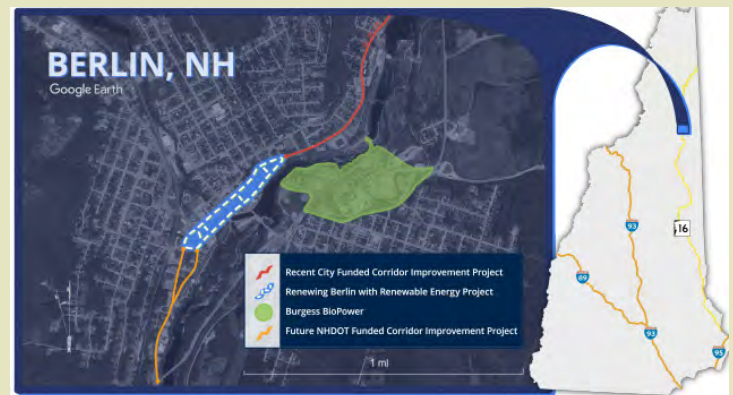 BERLIN, NH
Google Earth
Recent City Funded Corridor Improvement Project
Renewing Berlin with Renewable Energy Project
Burgess BioPower
Future NHDOT Funded Corridor Improvement Project
1 mi
16
93
93
89
93
95